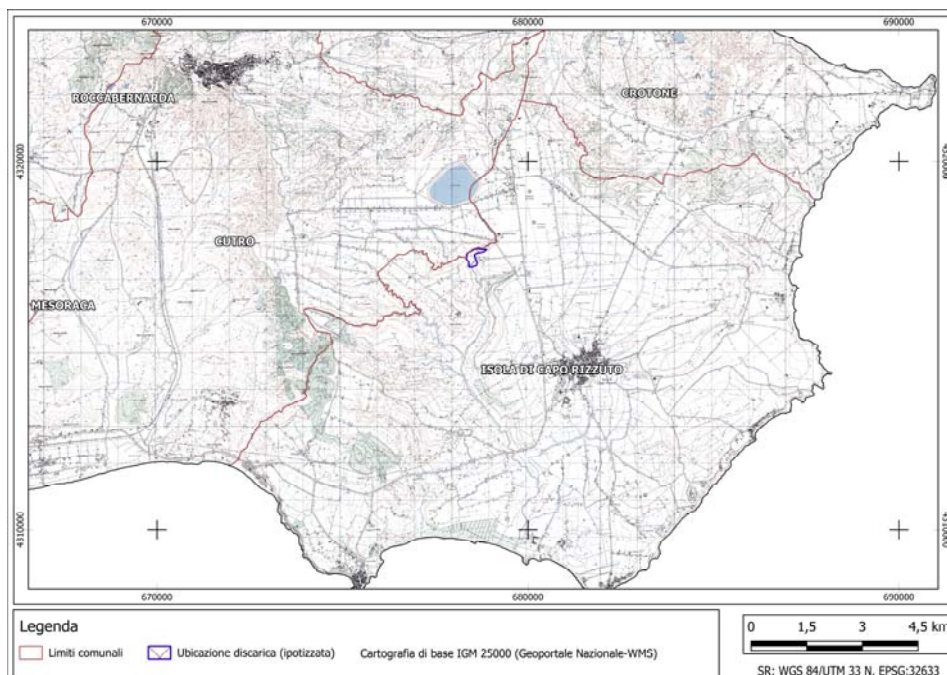 670000 680000 690000
ROCCABERNARDA
CROTONE
4320000 4320000
CUTRO
MESORACA
ISOLA DI CAPO RIZZUTO
4310000 4310000
670000 680000 690000
Legenda
Limiti comunali Ubicazione discarica (ipotizzata) Cartografia di base IGM 25000 (Geoportale Nazionale-WMS)
0 1,5 3 4,5 km
SR: WGS 84/UTM 33 N, EPSG:32633